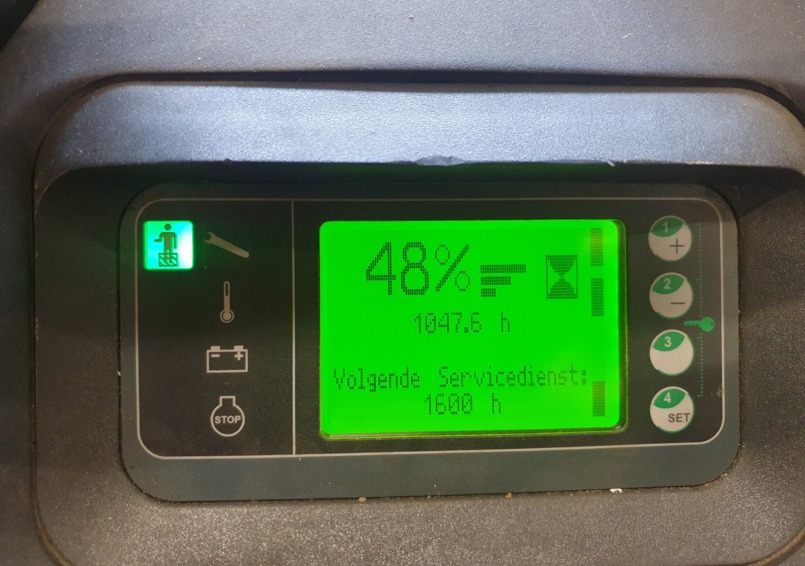 48%
1047.6 h
Volgende Servicedienst:
1600 h
STOP
1
+
2
−
3
4
SET